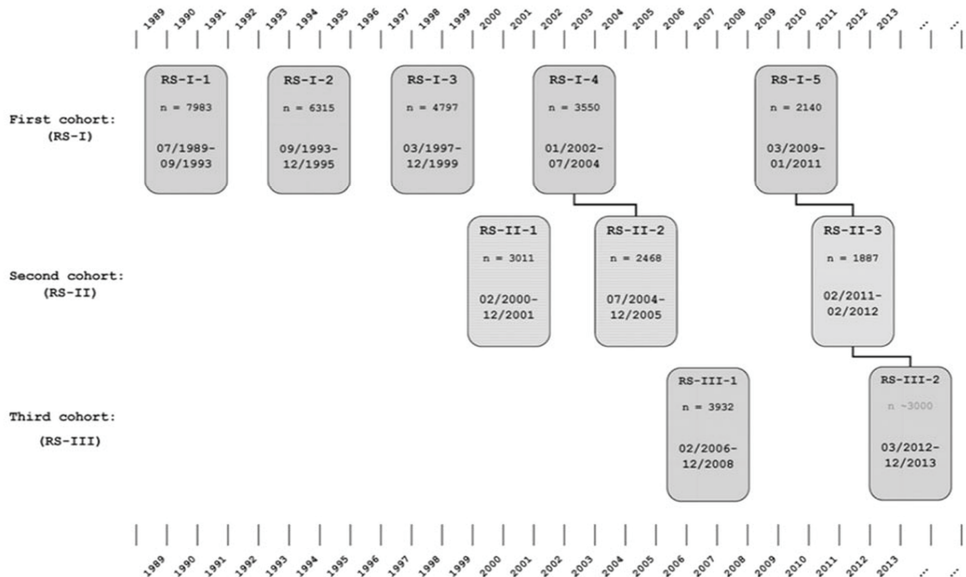 1989 1990 1991 1992 1993 1994 1995 1997 1998 1999 2000 2001 2002 2003 2004 2005 2006 2007 2008 2009 2010 2011 2012 2013 ... ...
First cohort:
(RS-I)
RS-I-1
n = 7983
07/1989-
09/1993
RS-I-2
n = 6315
09/1993-
12/1995
RS-I-3
n = 4797
03/1997-
12/1999
RS-I-4
n = 3550
01/2002-
07/2004
RS-I-5
n = 2140
03/2009-
01/2011
Second cohort:
(RS-II)
RS-II-1
n = 3011
02/2000-
12/2001
RS-II-2
n = 2468
07/2004-
12/2005
RS-II-3
n = 1887
02/2011-
02/2012
Third cohort:
(RS-III)
RS-III-1
n = 3932
02/2006-
12/2008
RS-III-2
n ~3000
03/2012-
12/2013
1989 1990 1991 1992 1993 1994 1995 1997 1998 1999 2000 2001 2002 2003 2004 2005 2006 2007 2008 2009 2010 2011 2012 2013 ... ...